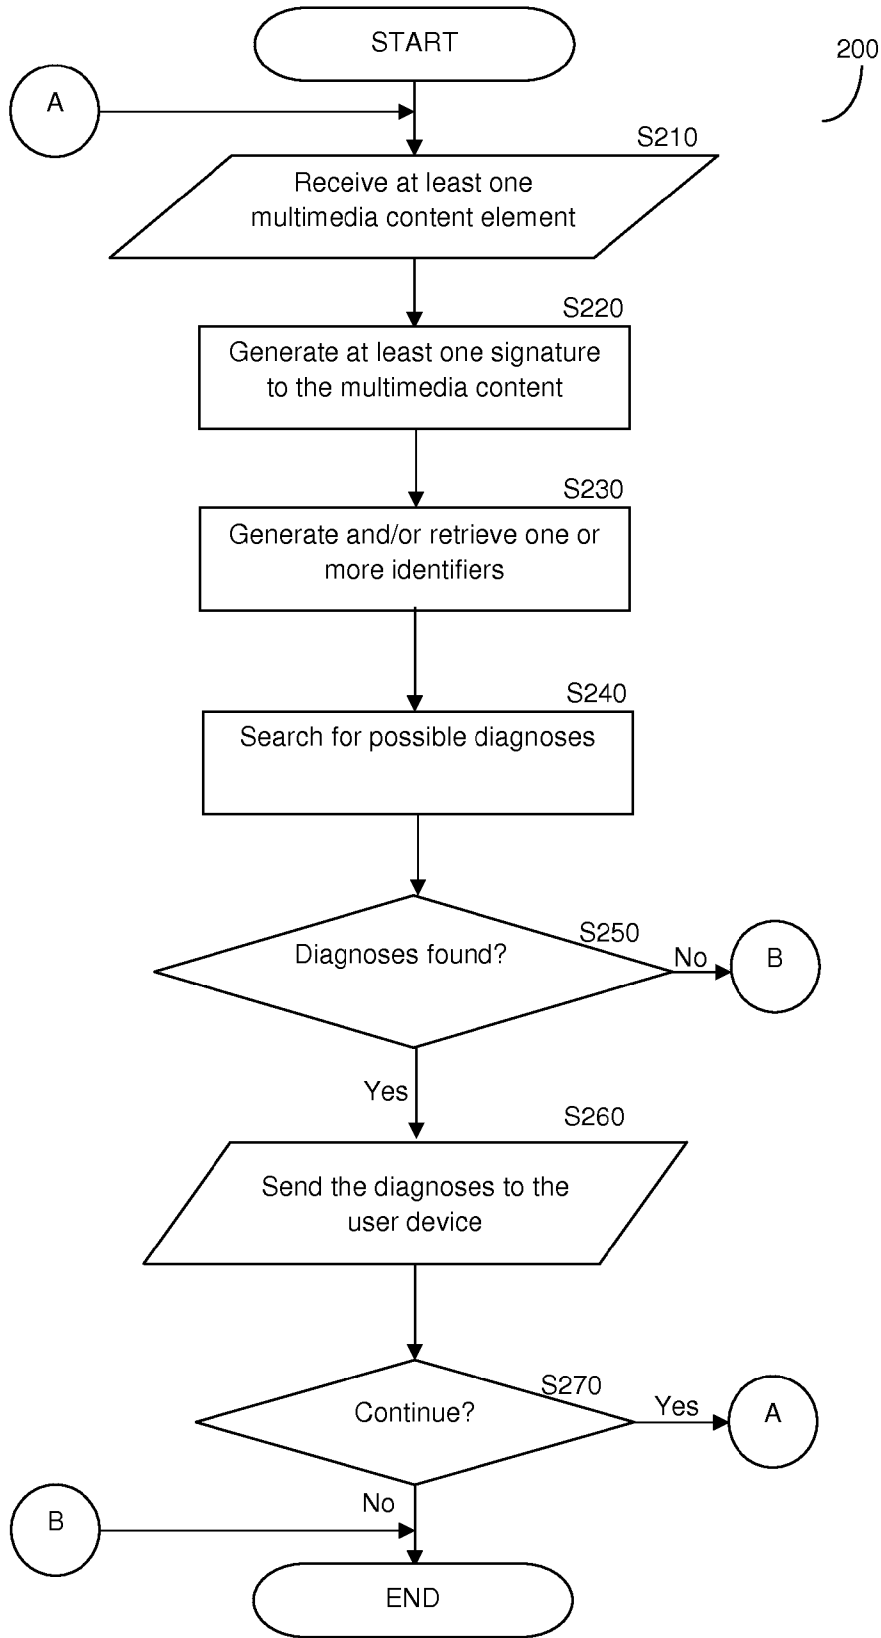 START
200
A
S210
Receive at least one
multimedia content element
S220
Generate at least one signature
to the multimedia content
S230
Generate and/or retrieve one or
more identifiers
S240
Search for possible diagnoses
S250
Diagnoses found?
No
B
Yes
S260
Send the diagnoses to the
user device
S270
Continue?
Yes
A
No
B
END